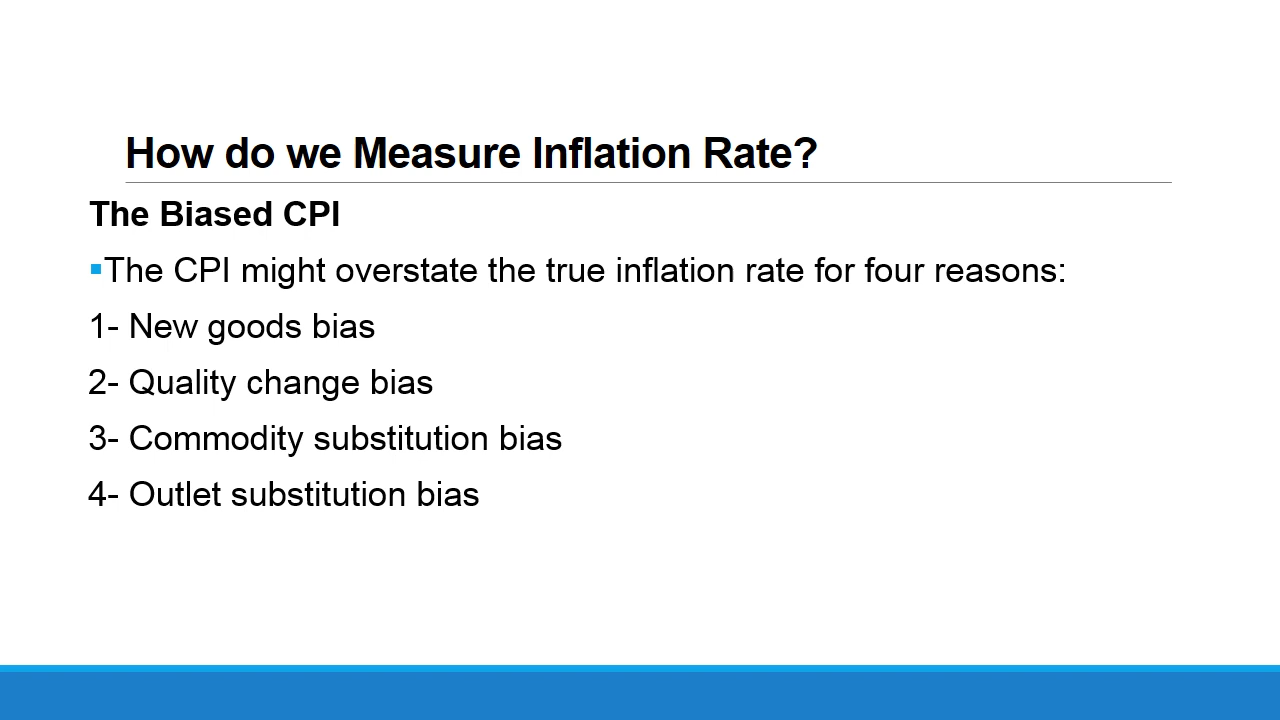 How do we Measure Inflation Rate?
The Biased CPI
▪The CPI might overstate the true inflation rate for four reasons:
1- New goods bias
2- Quality change bias
3- Commodity substitution bias
4- Outlet substitution bias